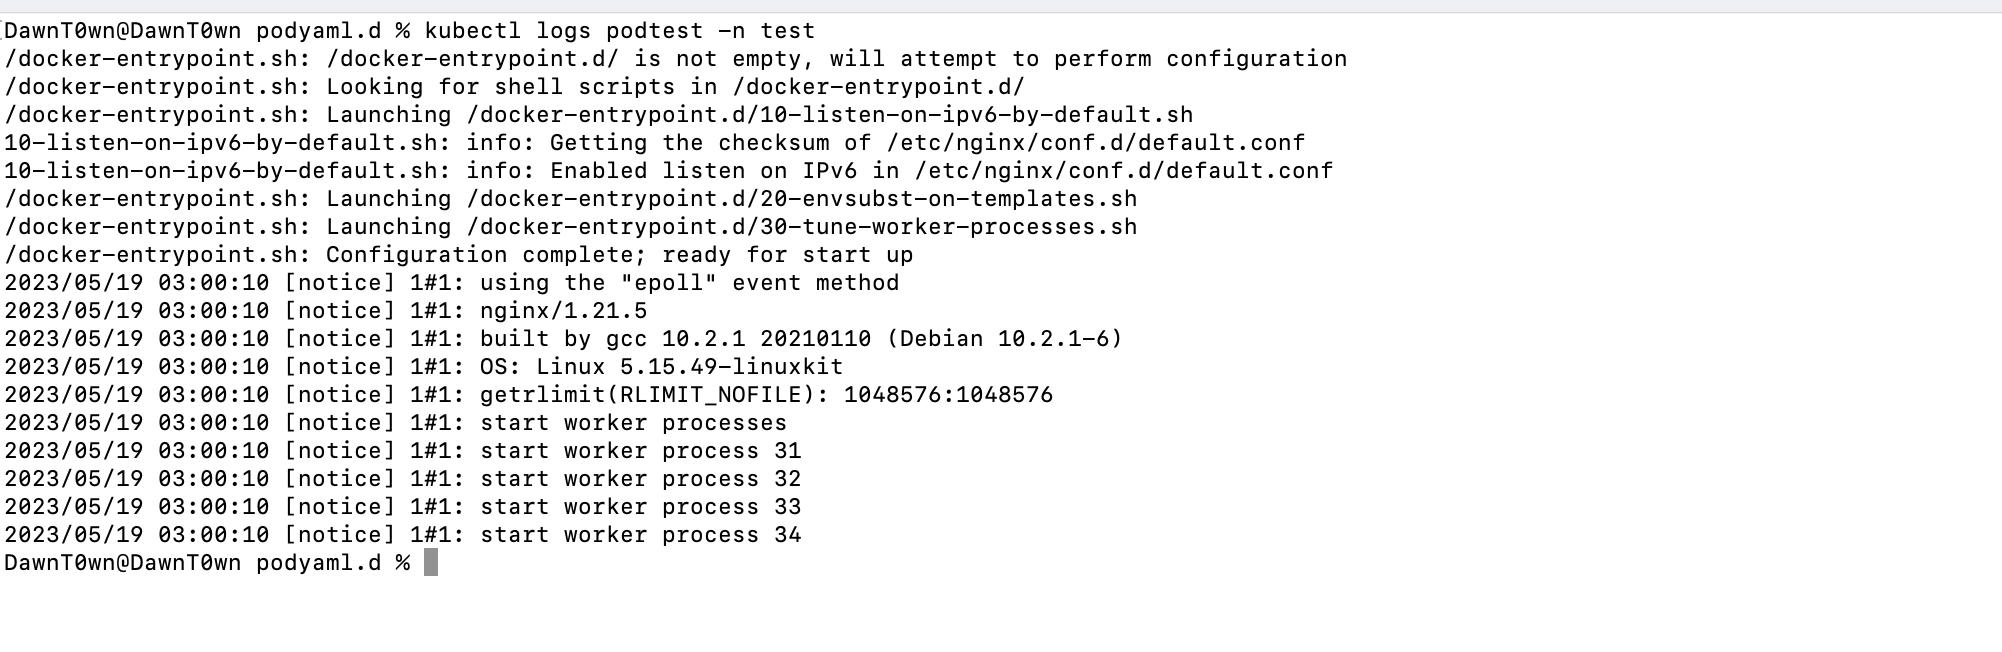 DawnT0wn@DawnT0wn podyaml.d % kubectl logs podtest -n test
/docker-entrypoint.sh: /docker-entrypoint.d/ is not empty, will attempt to perform configuration
/docker-entrypoint.sh: Looking for shell scripts in /docker-entrypoint.d/
/docker-entrypoint.sh: Launching /docker-entrypoint.d/10-listen-on-ipv6-by-default.sh
10-listen-on-ipv6-by-default.sh: info: Getting the checksum of /etc/nginx/conf.d/default.conf
10-listen-on-ipv6-by-default.sh: info: Enabled listen on IPv6 in /etc/nginx/conf.d/default.conf
/docker-entrypoint.sh: Launching /docker-entrypoint.d/20-envsubst-on-templates.sh
/docker-entrypoint.sh: Launching /docker-entrypoint.d/30-tune-worker-processes.sh
/docker-entrypoint.sh: Configuration complete; ready for start up
2023/05/19 03:00:10 [notice] 1#1: using the "epoll" event method
2023/05/19 03:00:10 [notice] 1#1: nginx/1.21.5
2023/05/19 03:00:10 [notice] 1#1: built by gcc 10.2.1 20210110 (Debian 10.2.1-6)
2023/05/19 03:00:10 [notice] 1#1: OS: Linux 5.15.49-linuxkit
2023/05/19 03:00:10 [notice] 1#1: getrlimit(RLIMIT_NOFILE): 1048576:1048576
2023/05/19 03:00:10 [notice] 1#1: start worker processes
2023/05/19 03:00:10 [notice] 1#1: start worker process 31
2023/05/19 03:00:10 [notice] 1#1: start worker process 32
2023/05/19 03:00:10 [notice] 1#1: start worker process 33
2023/05/19 03:00:10 [notice] 1#1: start worker process 34
DawnT0wn@DawnT0wn podyaml.d %